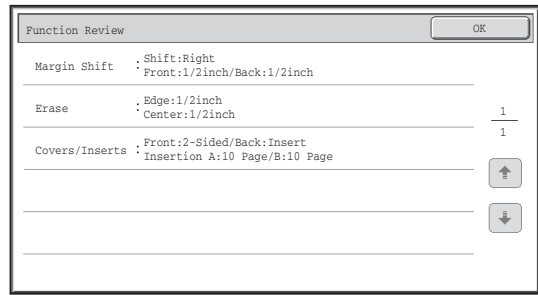 Function Review
OK
Margin Shift : Shift:Right
Front:1/2inch/Back:1/2inch
Erase : Edge:1/2inch
Center:1/2inch
Covers/Inserts : Front:2-Sided/Back:Insert
Insertion A:10 Page/B:10 Page
1
1